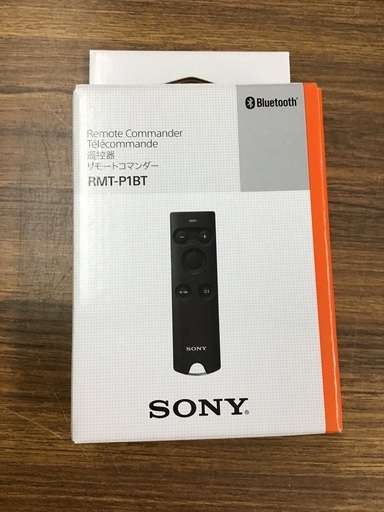 Bluetooth®
Remote Commander
Télécommande
遥控器
リモートコマンダー
RMT-P1BT
SONY
SONY®